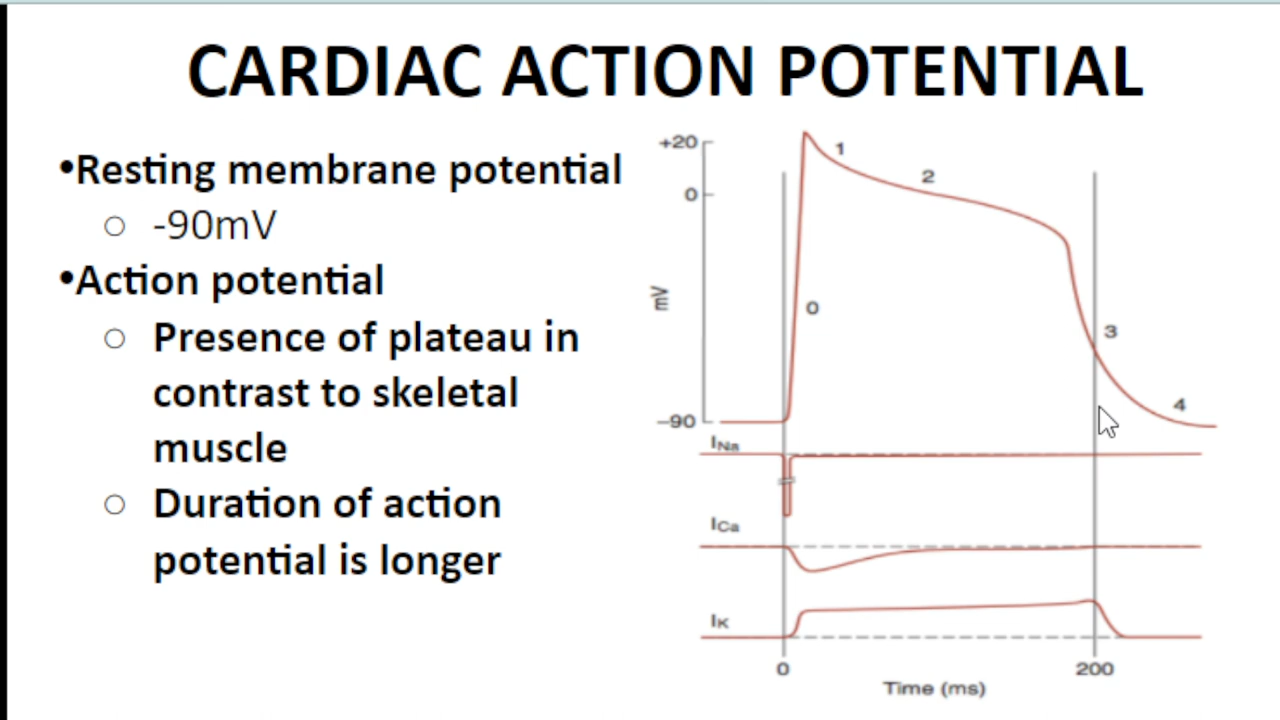 CARDIAC ACTION POTENTIAL
•Resting membrane potential
○ -90mV
•Action potential
○ Presence of plateau in
contrast to skeletal
muscle
○ Duration of action
potential is longer
+20
0
mV
–90
0
1
2
3
4
INa
ICa
IK
0 200
Time (ms)